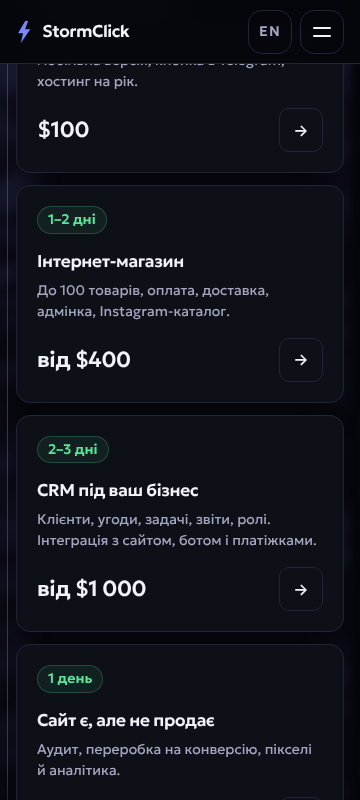 StormClick
EN
хостинг на рік.
$100
1–2 дні
Інтернет-магазин
До 100 товарів, оплата, доставка,
адмінка, Instagram-каталог.
від $400
2–3 дні
CRM під ваш бізнес
Клієнти, угоди, задачі, звіти, ролі.
Інтеграція з сайтом, ботом і платіжками.
від $1 000
1 день
Сайт є, але не продає
Аудит, переробка на конверсію, пікселі
й аналітика.